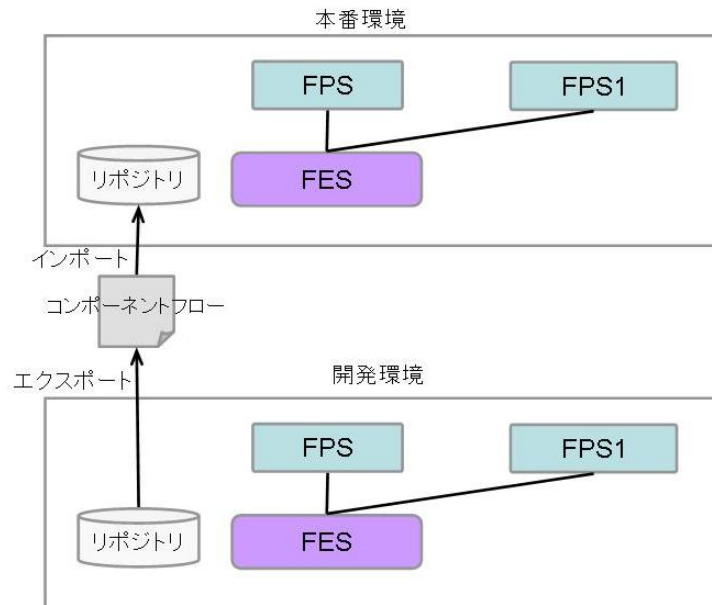 本番環境
FPS
FPS1
リポジトリ
FES
インポート
コンポーネントフロー
エクスポート
開発環境
FPS
FPS1
リポジトリ
FES